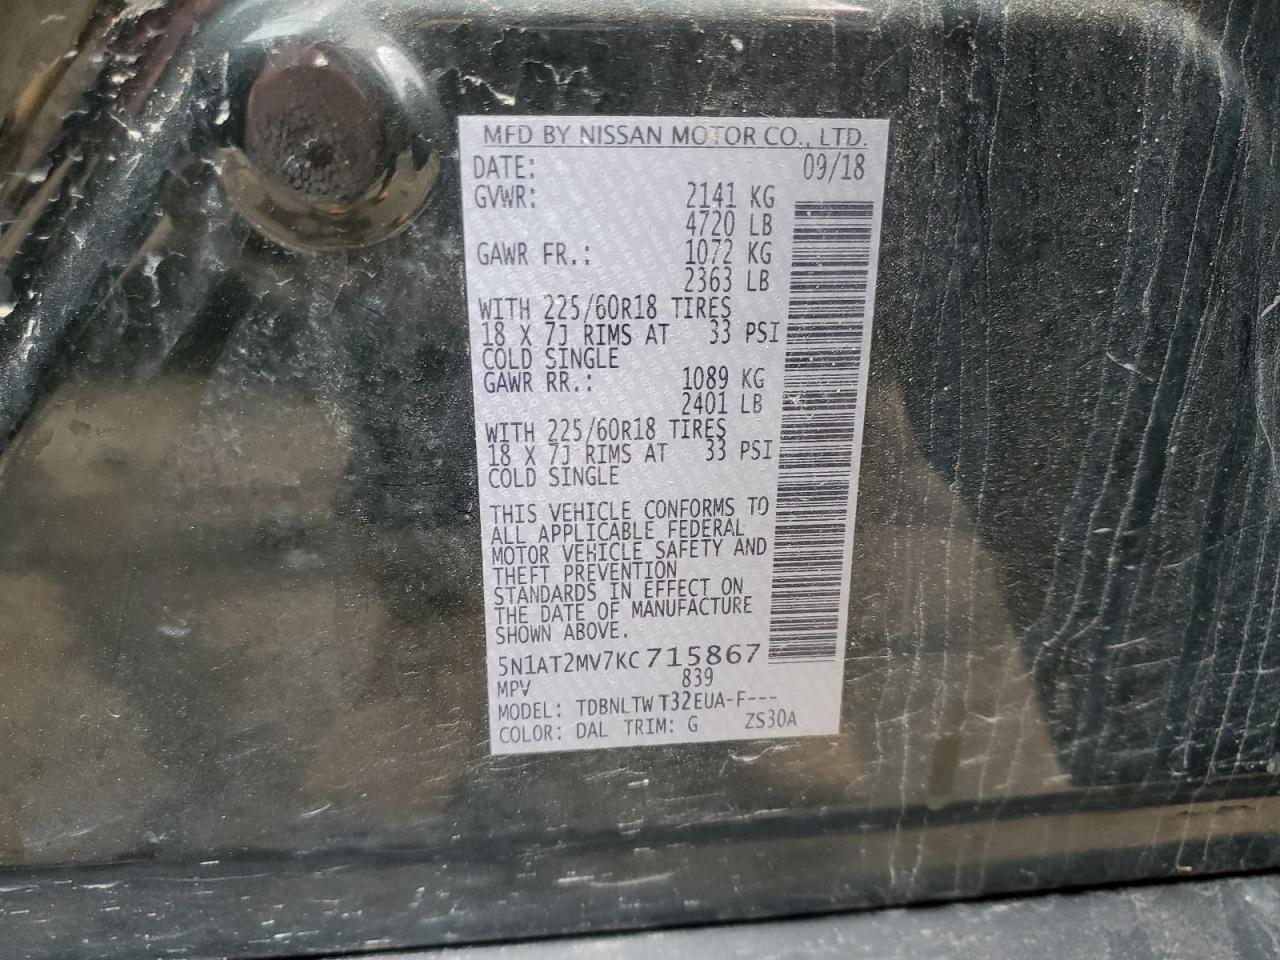 MFD BY NISSAN MOTOR CO., LTD.
DATE: 09/18
GVWR: 2141 KG
4720 LB
GAWR FR.: 1072 KG
2363 LB
WITH 225/60R18 TIRES
18 X 7J RIMS AT 33 PSI
COLD SINGLE
GAWR RR.: 1089 KG
2401 LB
WITH 225/60R18 TIRES
18 X 7J RIMS AT 33 PSI
COLD SINGLE
THIS VEHICLE CONFORMS TO
ALL APPLICABLE FEDERAL
MOTOR VEHICLE SAFETY AND
THEFT PREVENTION
STANDARDS IN EFFECT ON
THE DATE OF MANUFACTURE
SHOWN ABOVE.
5N1AT2MV7KC715867
MPV 839
MODEL: TDBNLTW T32EUA-F---
COLOR: DAL TRIM: G ZS30A